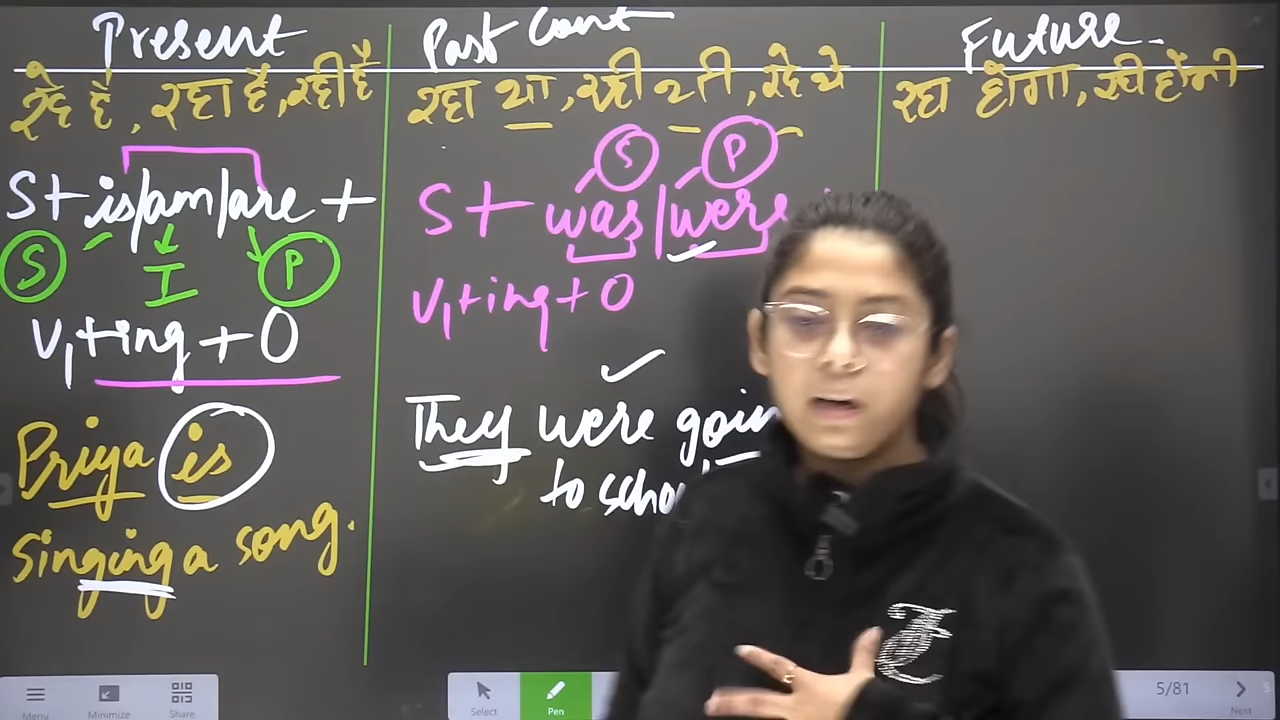 Present
रहे हैं, रहा है, रही है
S + is/am/are +
S I P
V₁+ing + O
Priya is
singing a song.
Past Cont
रहा था, रही थी, रहे थे
S P
S + was/were
V₁+ing + O
✓
They were goin
to schoo
Future.
रहा होगा, रही होगी
Menu
Minimize
Share
Select
Pen
5/81
Next